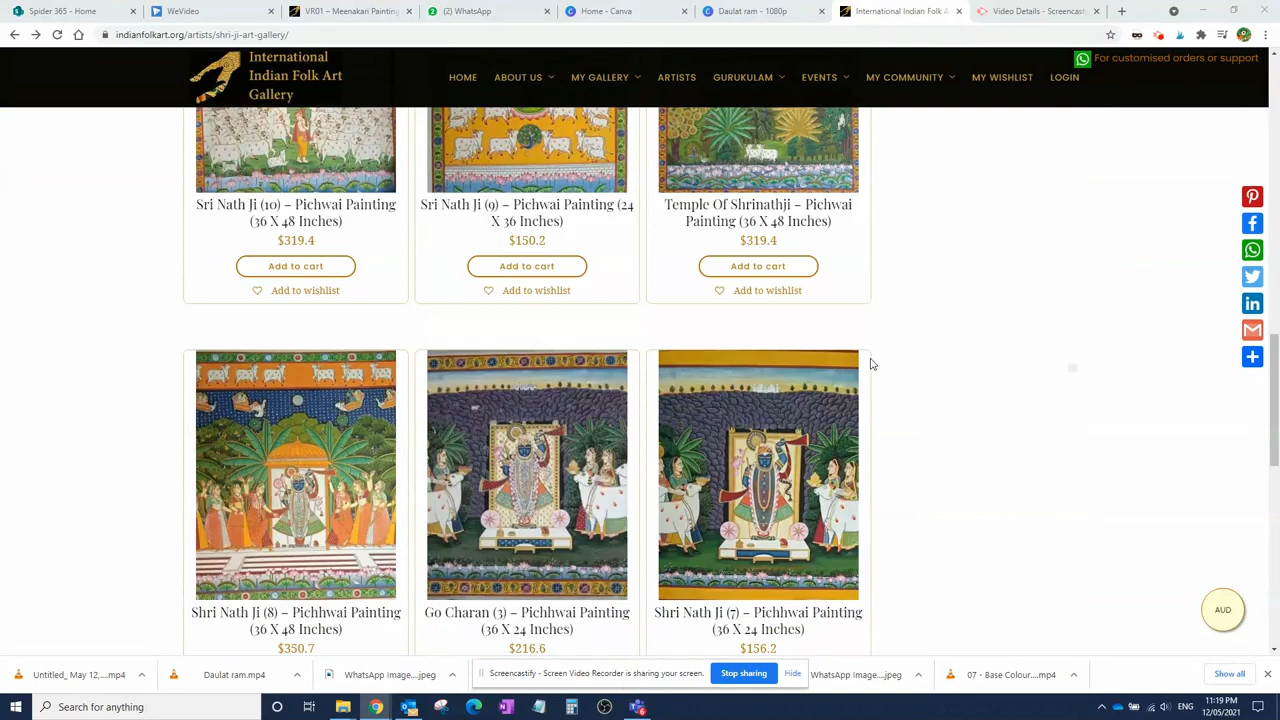 Spider 365 - Home
WeVideo
VR01 – Meenakari Painting
(2) WhatsApp
Home - Canva
Daulat ram - 1080p
International Indian Folk A
Video Details - Screencast
indianfolkart.org/artists/shri-ji-art-gallery/
International
Indian Folk Art
Gallery
For customised orders or support
HOME ABOUT US MY GALLERY ARTISTS GURUKULAM EVENTS MY COMMUNITY MY WISHLIST LOGIN
Sri Nath Ji (10) – Pichwai Painting
(36 X 48 Inches)
$319.4
Add to cart
Add to wishlist
Sri Nath Ji (9) – Pichwai Painting (24
X 36 Inches)
$150.2
Add to cart
Add to wishlist
Temple Of Shrinathji – Pichwai
Painting (36 X 48 Inches)
$319.4
Add to cart
Add to wishlist
Shri Nath Ji (8) – Pichhwai Painting
(36 X 48 Inches)
$350.7
Go Charan (3) – Pichhwai Painting
(36 X 24 Inches)
$216.6
Shri Nath Ji (7) – Pichhwai Painting
(36 X 24 Inches)
$156.2
AUD
Untitled_ May 12,....mp4
Daulat ram.mp4
WhatsApp Image....jpeg
Screencastify - Screen Video Recorder is sharing your screen.
Stop sharing
Hide
WhatsApp Image....jpeg
07 - Base Colour....mp4
Show all
Type here to search
ENG
11:19 PM
12/05/2021